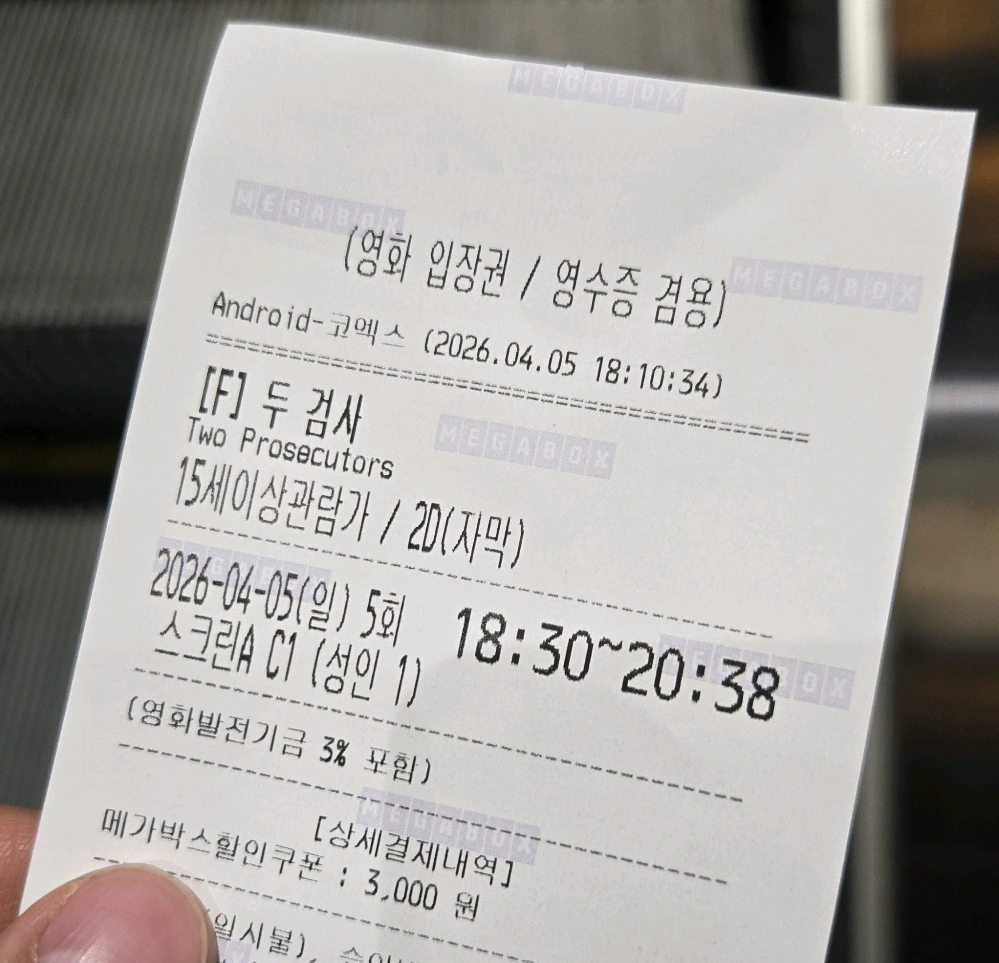 MEGABOX
MEGABOX
MEGABOX
(영화 입장권 / 영수증 겸용)
Android-코엑스 (2026.04.05 18:10:34)
[F] 두 검사
Two Prosecutors
MEGABOX
15세이상관람가 / 2D(자막)
2026-04-05(일) 5회 18:30~20:38
스크린A C1 (성인 1)
(영화발전기금 3% 포함)
MEGABOX
[상세결제내역]
메가박스할인쿠폰 : 3,000 원
(일시불),